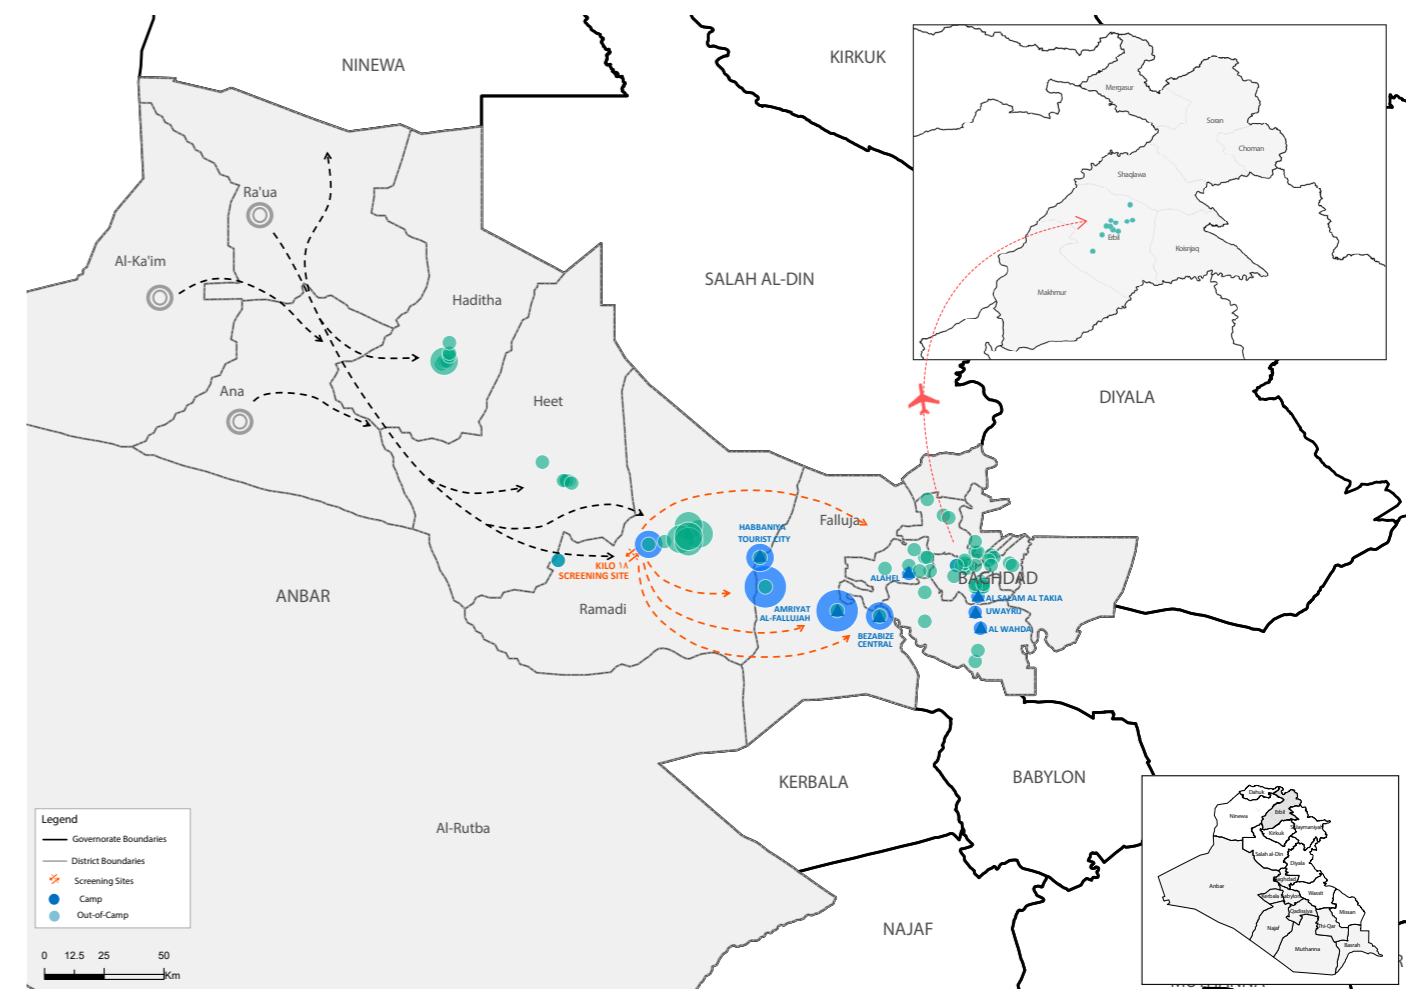 NINEWA
KIRKUK
Mergasur
Soran
Choman
Shaqlawa
Erbil
Koisnjaq
Makhmur
Ra'ua
Al-Ka'im
Haditha
SALAH AL-DIN
Ana
Heet
DIYALA
Falluja
HABBANIYA
TOURIST CITY
KILO ١٨
SCREENING SITE
ALAHEL
BAGHDAD
AL SALAM AL TAKIA
UWAYRIJ
AL WAHDA
ANBAR
Ramadi
AMRIYAT
AL-FALLUJAH
BEZABIZE
CENTRAL
KERBALA
BABYLON
Al-Rutba
NAJAF
Legend
Governorate Boundaries
District Boundaries
Screening Sites
Camp
Out-of-Camp
0 12.5 25 50
Km
Dahuk
Ninewa
Erbil
Kirkuk
Sulaymaniyah
Salah al-Din
Diyala
Anbar
Baghdad
Kerbala
Babylon
Wassit
Qadissiya
Missan
Najaf
Thi-Qar
Muthanna
Basrah